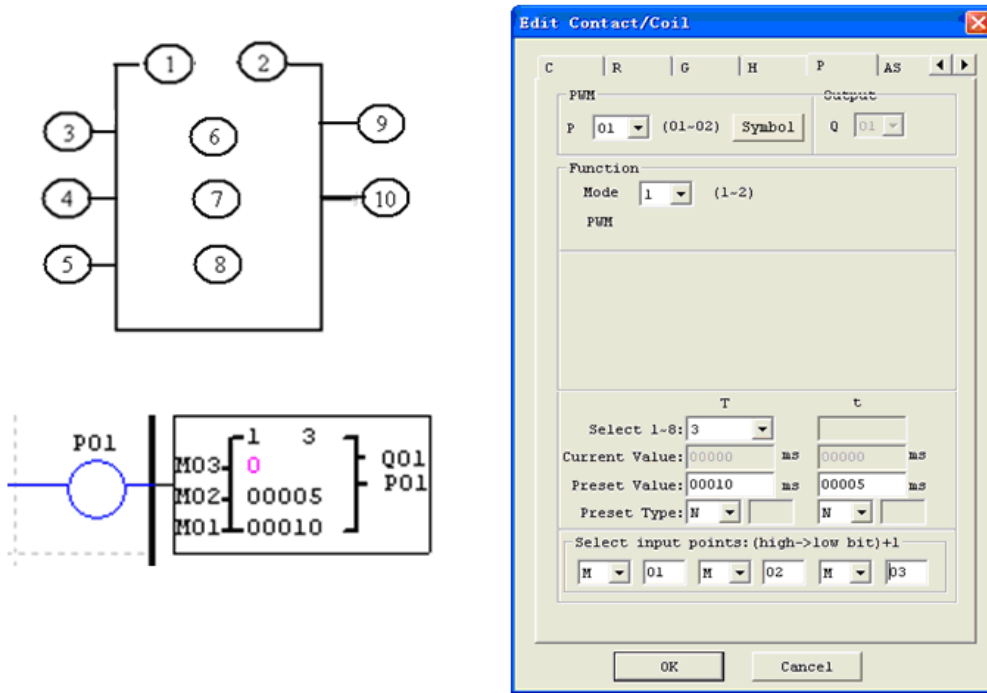 1 2
3 6 9
4 7 10
5 8
P01
1 3
M03 0 Q01
M02 00005 P01
M01 00010
Edit Contact/Coil
C R G H P AS
PWM Output
P 01 (01~02) Symbol Q 01
Function
Mode 1 (1~2)
PWM
T t
Select 1~8: 3
Current Value: 00000 ms 00000 ms
Preset Value: 00010 ms 00005 ms
Preset Type: N N
Select input points:(high->low bit)+1
M 01 M 02 M 03
OK Cancel